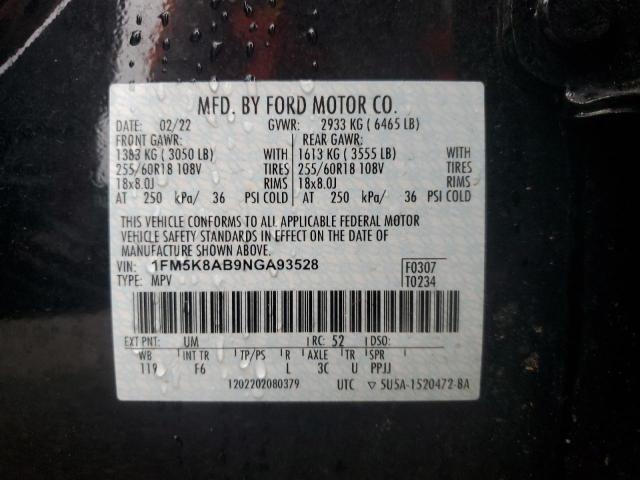 MFD. BY FORD MOTOR CO.
DATE: 02/22 GVWR: 2933 KG ( 6465 LB)
FRONT GAWR: REAR GAWR:
1383 KG ( 3050 LB) WITH 1613 KG ( 3555 LB) WITH
255/60R18 108V TIRES 255/60R18 108V TIRES
18x8.0J RIMS 18x8.0J RIMS
AT 250 kPa/ 36 PSI COLD AT 250 kPa/ 36 PSI COLD
THIS VEHICLE CONFORMS TO ALL APPLICABLE FEDERAL MOTOR
VEHICLE SAFETY STANDARDS IN EFFECT ON THE DATE OF
MANUFACTURE SHOWN ABOVE.
VIN: 1FM5K8AB9NGA93528 F0307
TYPE: MPV T0234
EXT PNT: UM RC: 52 DSO:
WB INT TR TP/PS R AXLE TR SPR
119 F6 L 3C U PPJJ
1202202080379 UTC ▽ 5U5A-1520472-BA